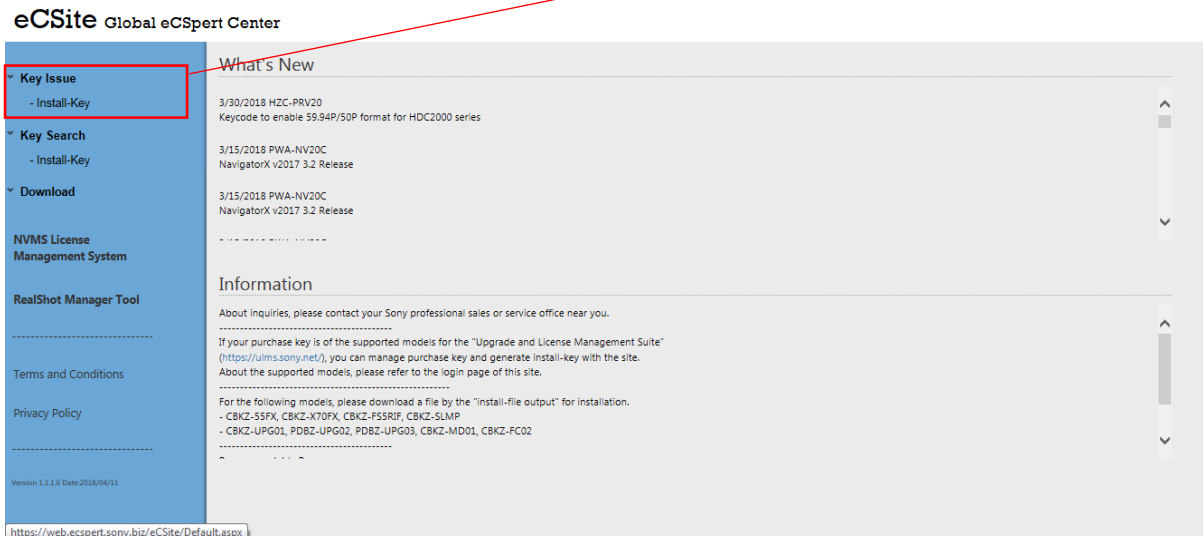 eCSite Global eCSpert Center
Key Issue
- Install-Key
Key Search
- Install-Key
Download
NVMS License
Management System
RealShot Manager Tool
----------------------------
Terms and Conditions
Privacy Policy
----------------------------
Version 1.1.1.6 Date:2018/04/11
https://web.ecspert.sony.biz/eCSite/Default.aspx
What's New
3/30/2018 HZC-PRV20
Keycode to enable 59.94P/50P format for HDC2000 series
3/15/2018 PWA-NV20C
NavigatorX v2017 3.2 Release
3/15/2018 PWA-NV20C
NavigatorX v2017 3.2 Release
Information
About inquiries, please contact your Sony professional sales or service office near you.
------------------------------------------
If your purchase key is of the supported models for the "Upgrade and License Management Suite"
(https://ulms.sony.net/), you can manage purchase key and generate install-key with the site.
About the supported models, please refer to the login page of this site.
--------------------------------------------------------
For the following models, please download a file by the "install-file output" for installation.
- CBKZ-55FX, CBKZ-X70FX, CBKZ-FS5RIF, CBKZ-SLMP
- CBKZ-UPG01, PDBZ-UPG02, PDBZ-UPG03, CBKZ-MD01, CBKZ-FC02
------------------------------------------